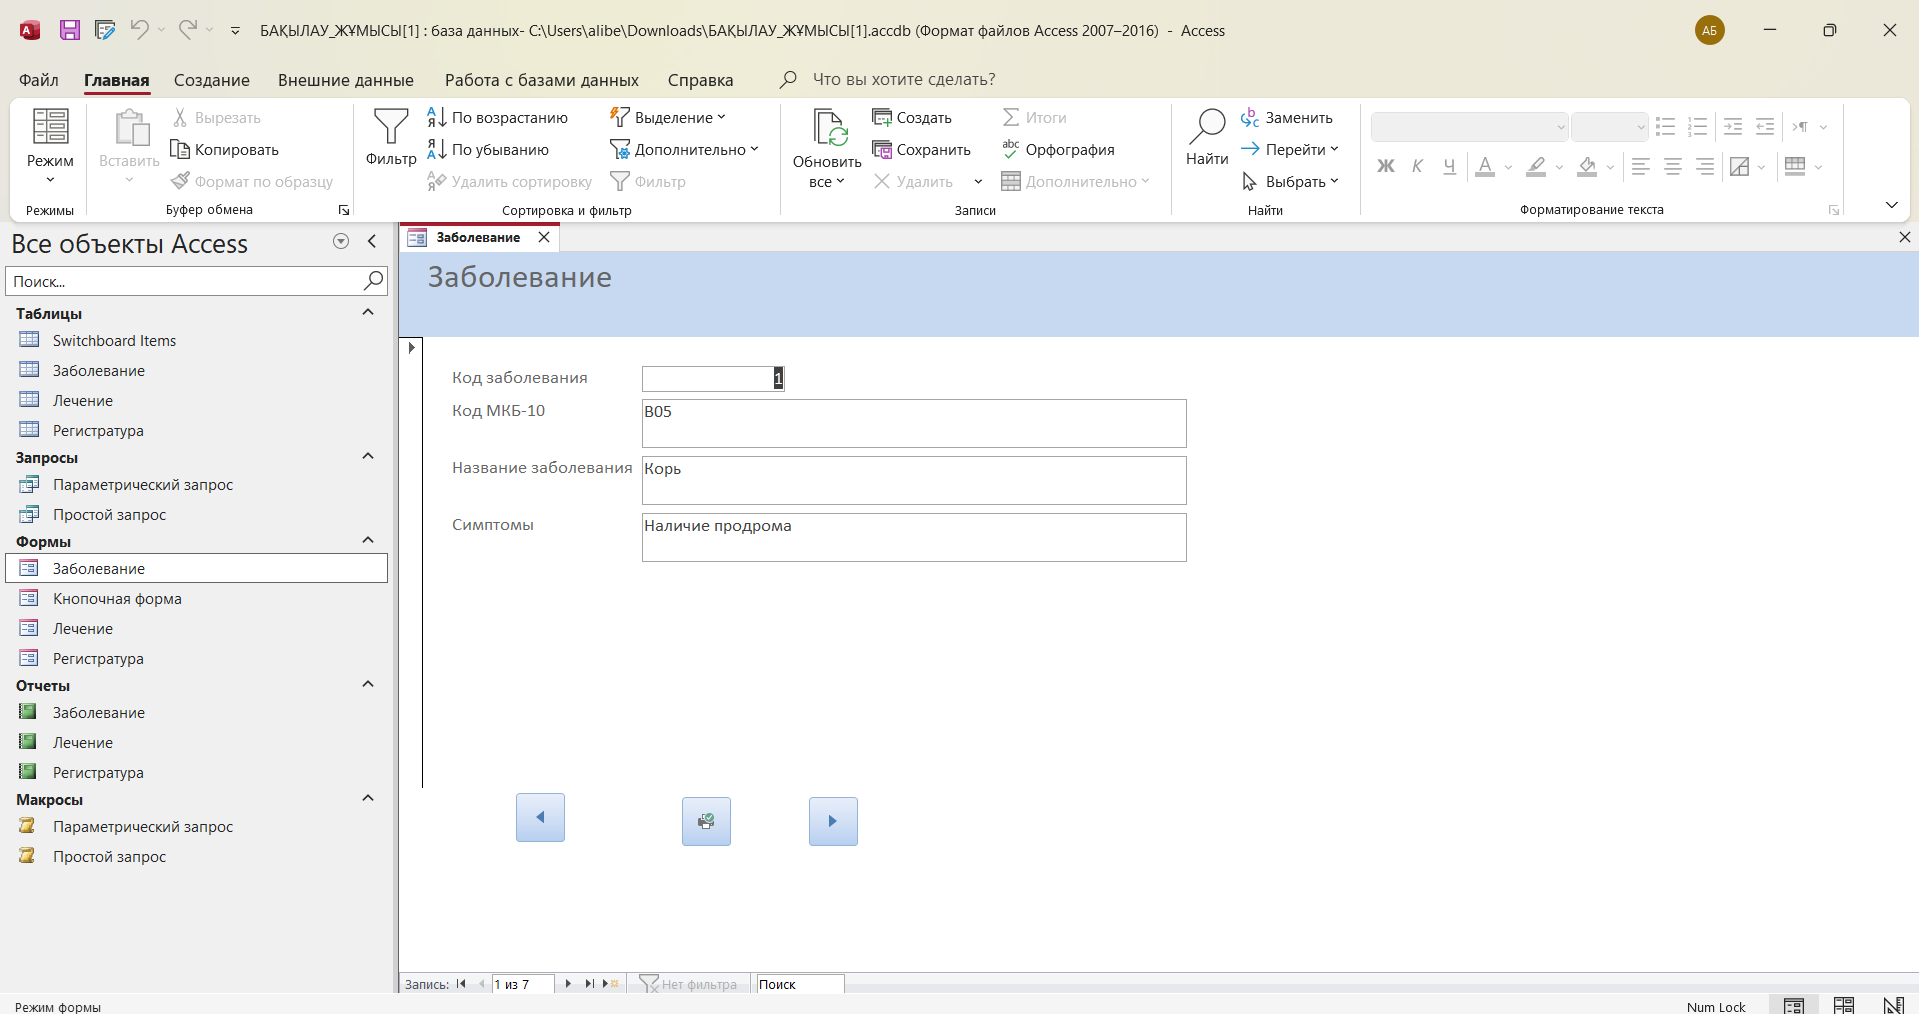 БАҚЫЛАУ_ЖҰМЫСЫ[1] : база данных- C:\Users\alibe\Downloads\БАҚЫЛАУ_ЖҰМЫСЫ[1].accdb (Формат файлов Access 2007–2016) - Access
АБ
Файл Главная Создание Внешние данные Работа с базами данных Справка Что вы хотите сделать?
Режим
Режимы
Вставить
Вырезать
Копировать
Формат по образцу
Буфер обмена
Фильтр
По возрастанию
По убыванию
Удалить сортировку
Выделение
Дополнительно
Фильтр
Сортировка и фильтр
Обновить
все
Создать
Сохранить
Удалить
Итоги
Орфография
Дополнительно
Записи
Найти
Заменить
Перейти
Выбрать
Найти
Ж К Ч А
Форматирование текста
Все объекты Access
Поиск...
Таблицы
Switchboard Items
Заболевание
Лечение
Регистратура
Запросы
Параметрический запрос
Простой запрос
Формы
Заболевание
Кнопочная форма
Лечение
Регистратура
Отчеты
Заболевание
Лечение
Регистратура
Макросы
Параметрический запрос
Простой запрос
Заболевание
Заболевание
Код заболевания 1
Код МКБ-10 B05
Название заболевания Корь
Симптомы Наличие продрома
Запись: 1 из 7 Нет фильтра Поиск
Режим формы
Num Lock